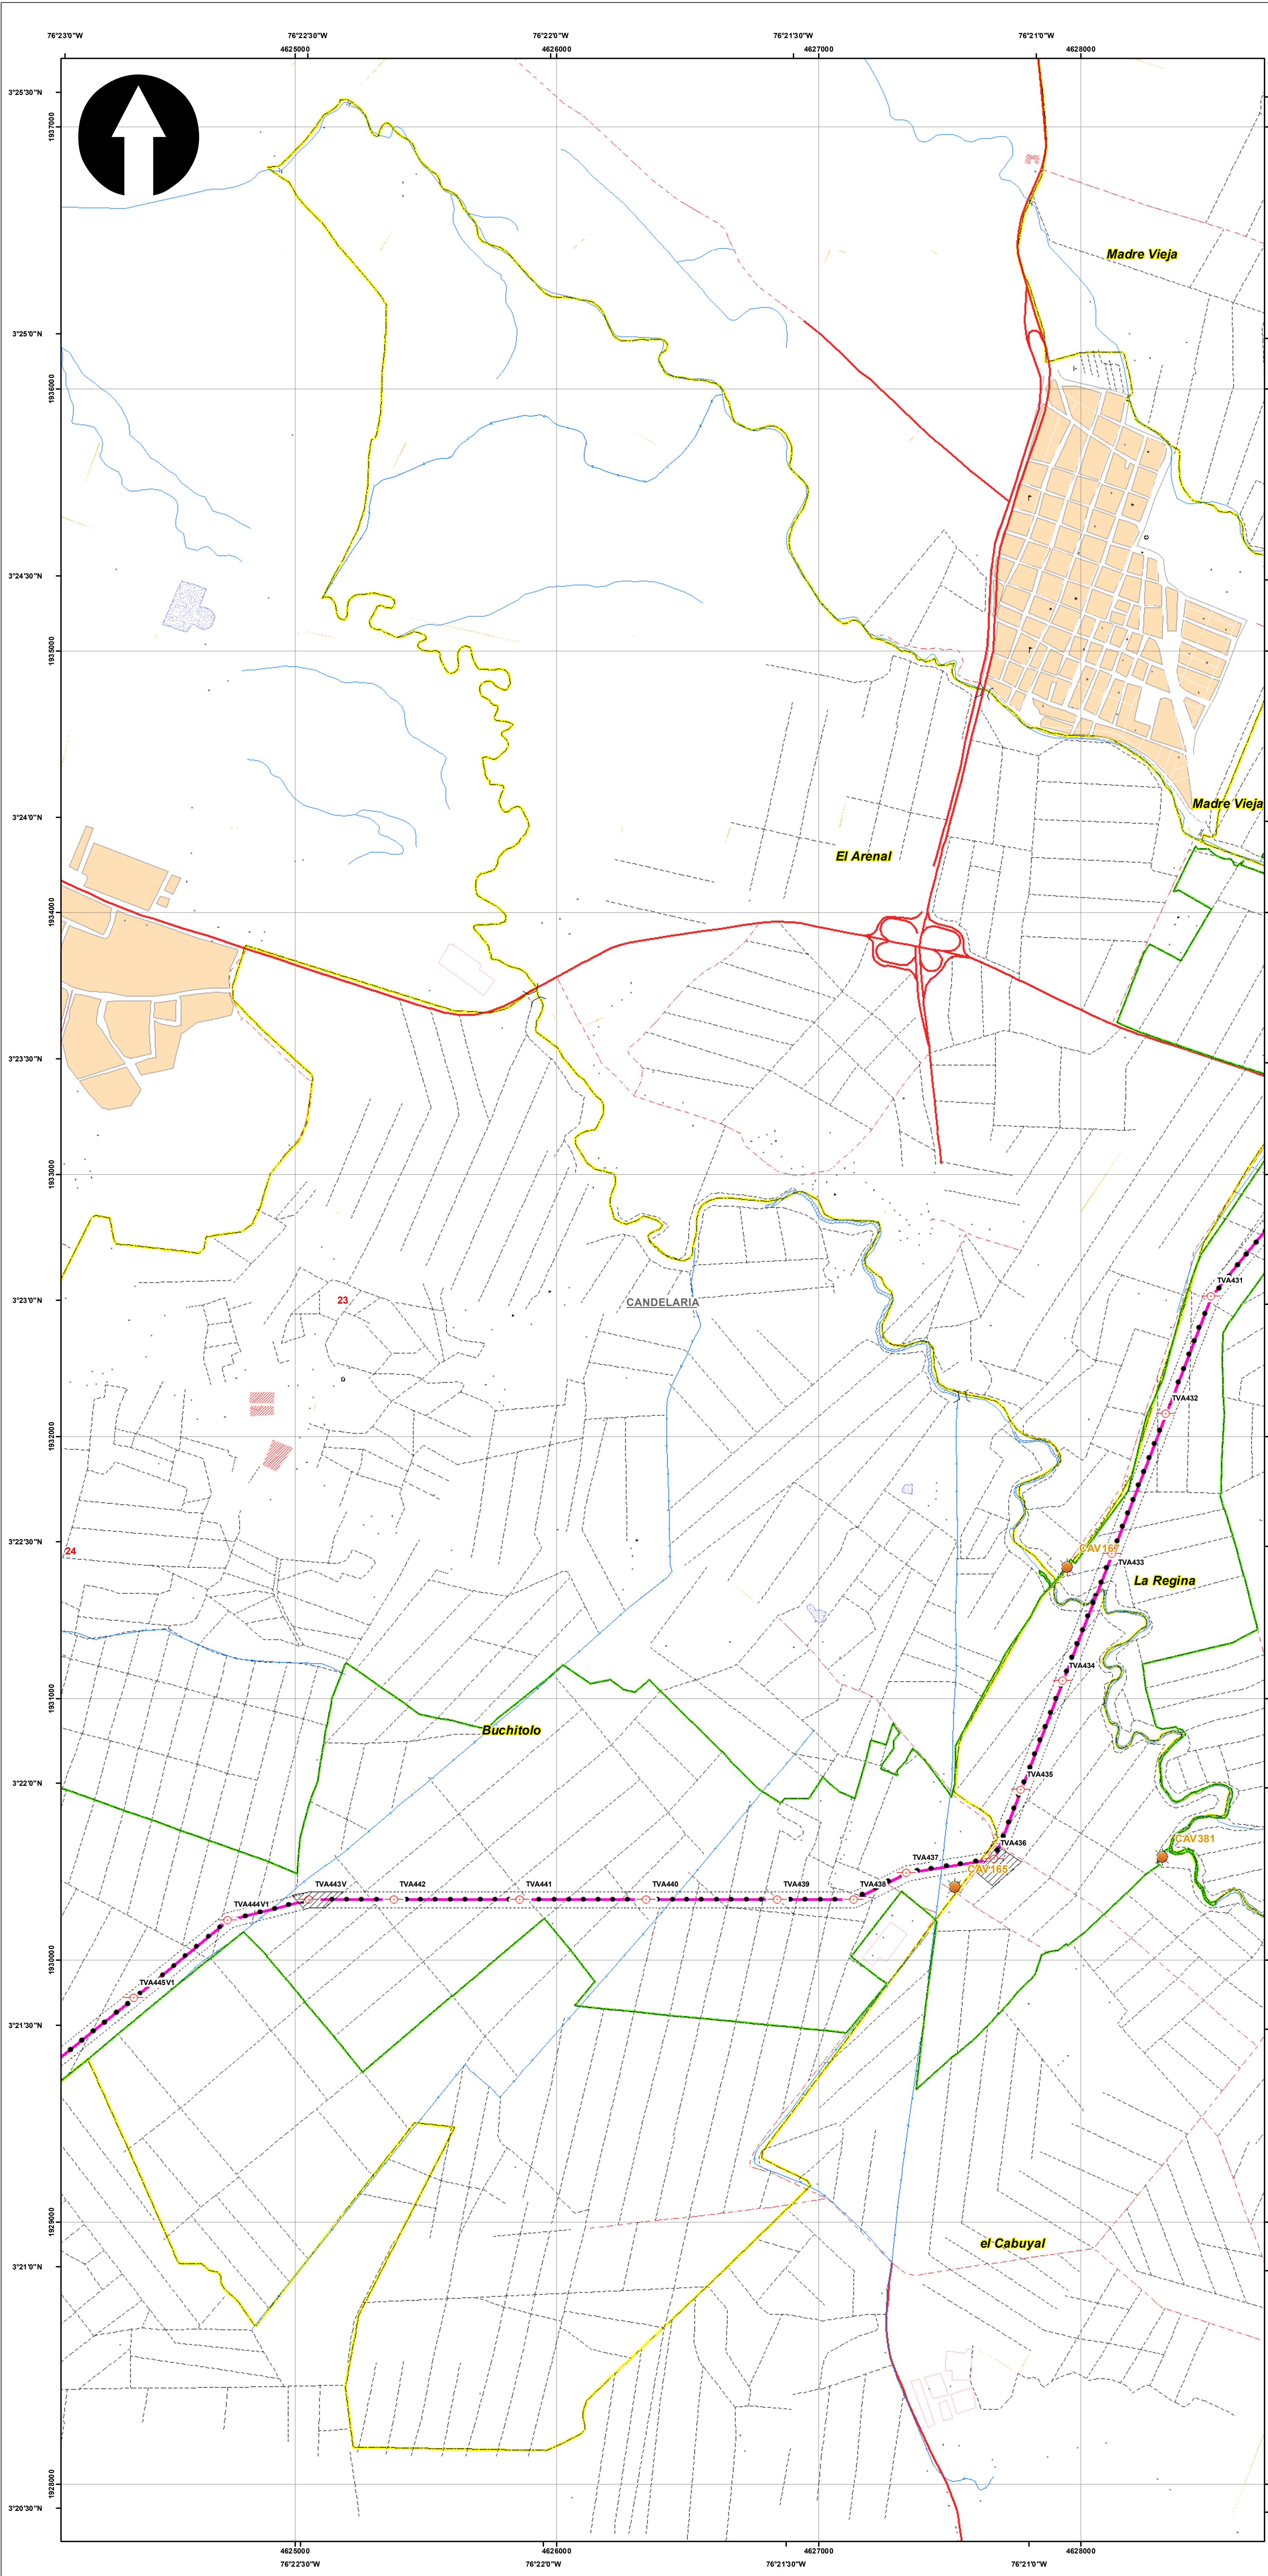 76°23'0"W 76°22'30"W 76°22'0"W 76°21'30"W 76°21'0"W
4625000 4626000 4627000 4628000
3°25'30"N
1937000
Madre Vieja
3°25'0"N
1936000
3°24'30"N
1935000
3°24'0"N
Madre Vieja
El Arenal
1934000
3°23'30"N
1933000
TVA431
3°23'0"N
23
CANDELARIA
TVA432
1932000
3°22'30"N
24
CAV167
TVA433
La Regina
TVA434
1931000
Buchitolo
3°22'0"N
TVA435
CAV381
TVA436
TVA437
CAV165
TVA443V
TVA442
TVA441
TVA440
TVA439
TVA438
TVA444V1
1930000
TVA445V1
3°21'30"N
1929000
3°21'0"N
el Cabuyal
1928000
3°20'30"N
4625000 4626000 4627000 4628000
76°22'30"W 76°22'0"W 76°21'30"W 76°21'0"W